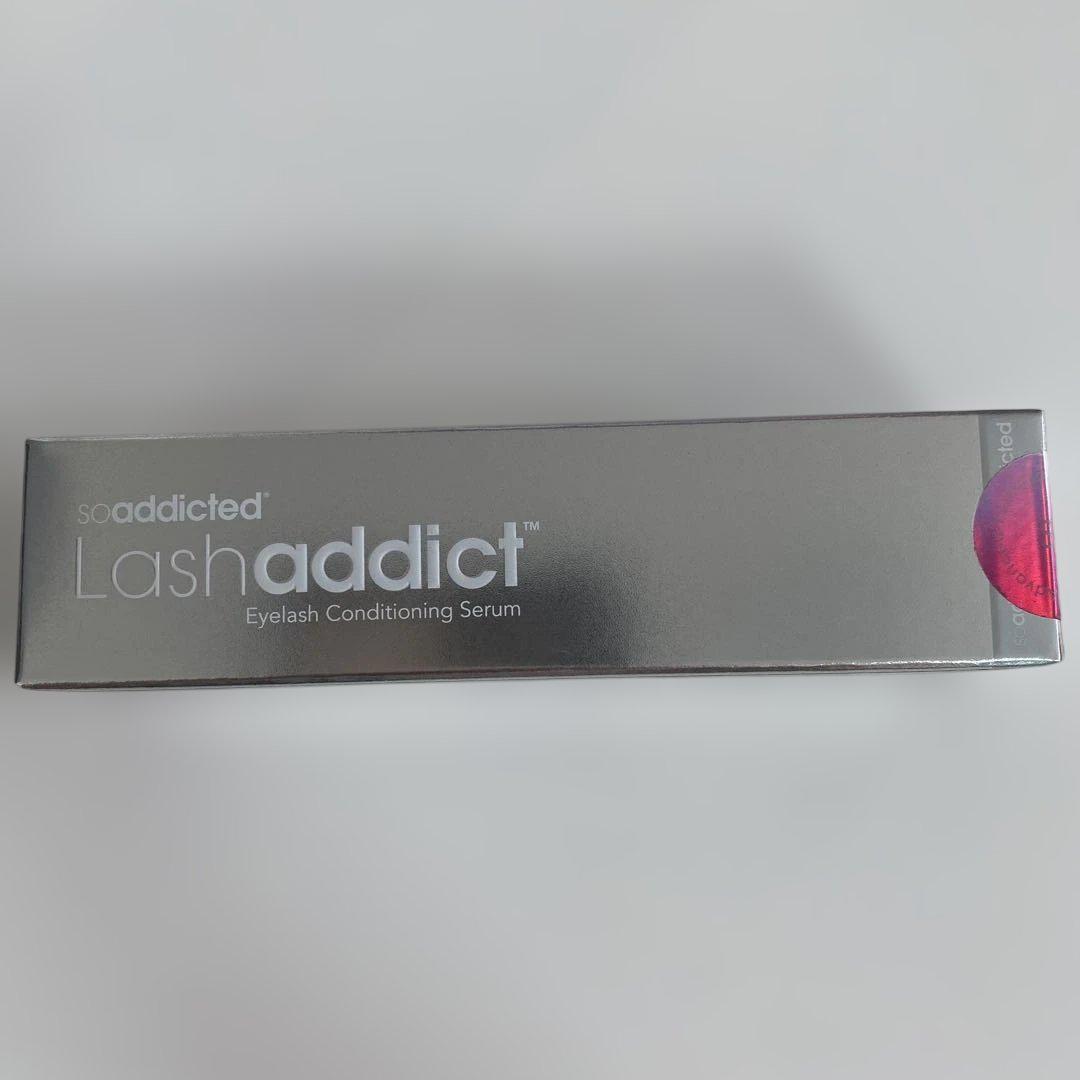 soaddicted®
Lashaddict™
Eyelash Conditioning Serum